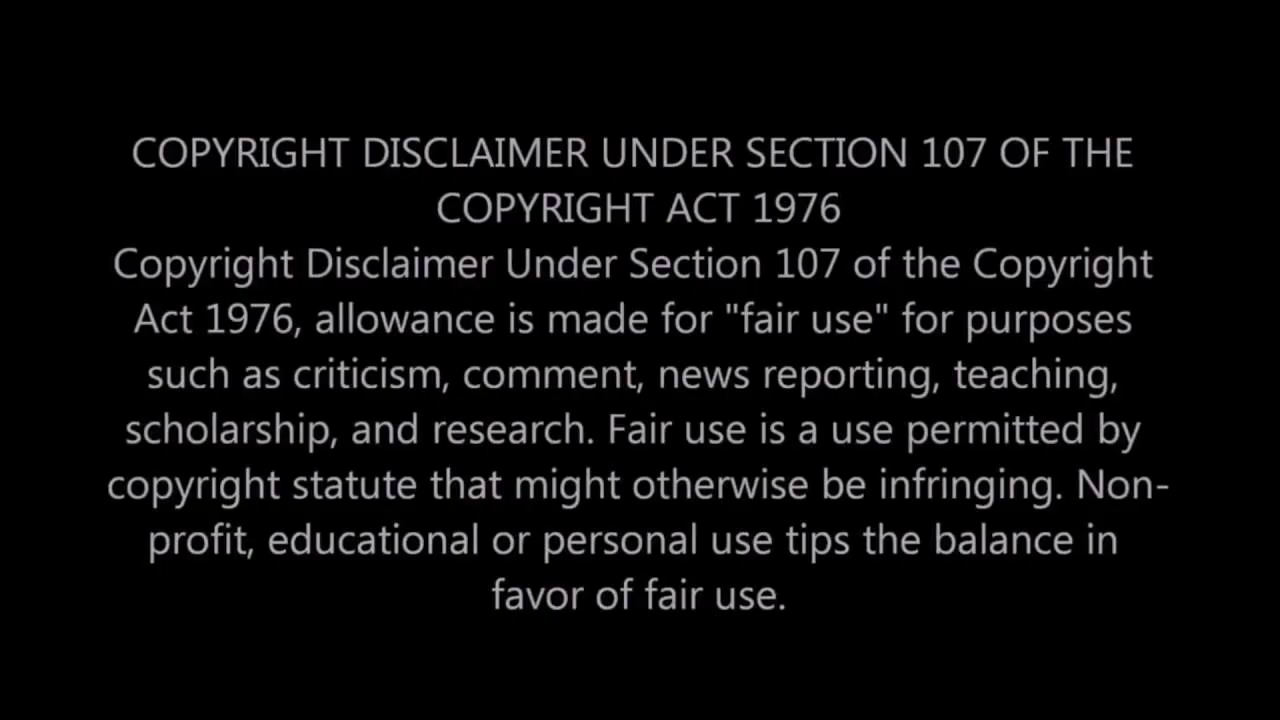 COPYRIGHT DISCLAIMER UNDER SECTION 107 OF THE
COPYRIGHT ACT 1976
Copyright Disclaimer Under Section 107 of the Copyright
Act 1976, allowance is made for "fair use" for purposes
such as criticism, comment, news reporting, teaching,
scholarship, and research. Fair use is a use permitted by
copyright statute that might otherwise be infringing. Non-
profit, educational or personal use tips the balance in
favor of fair use.